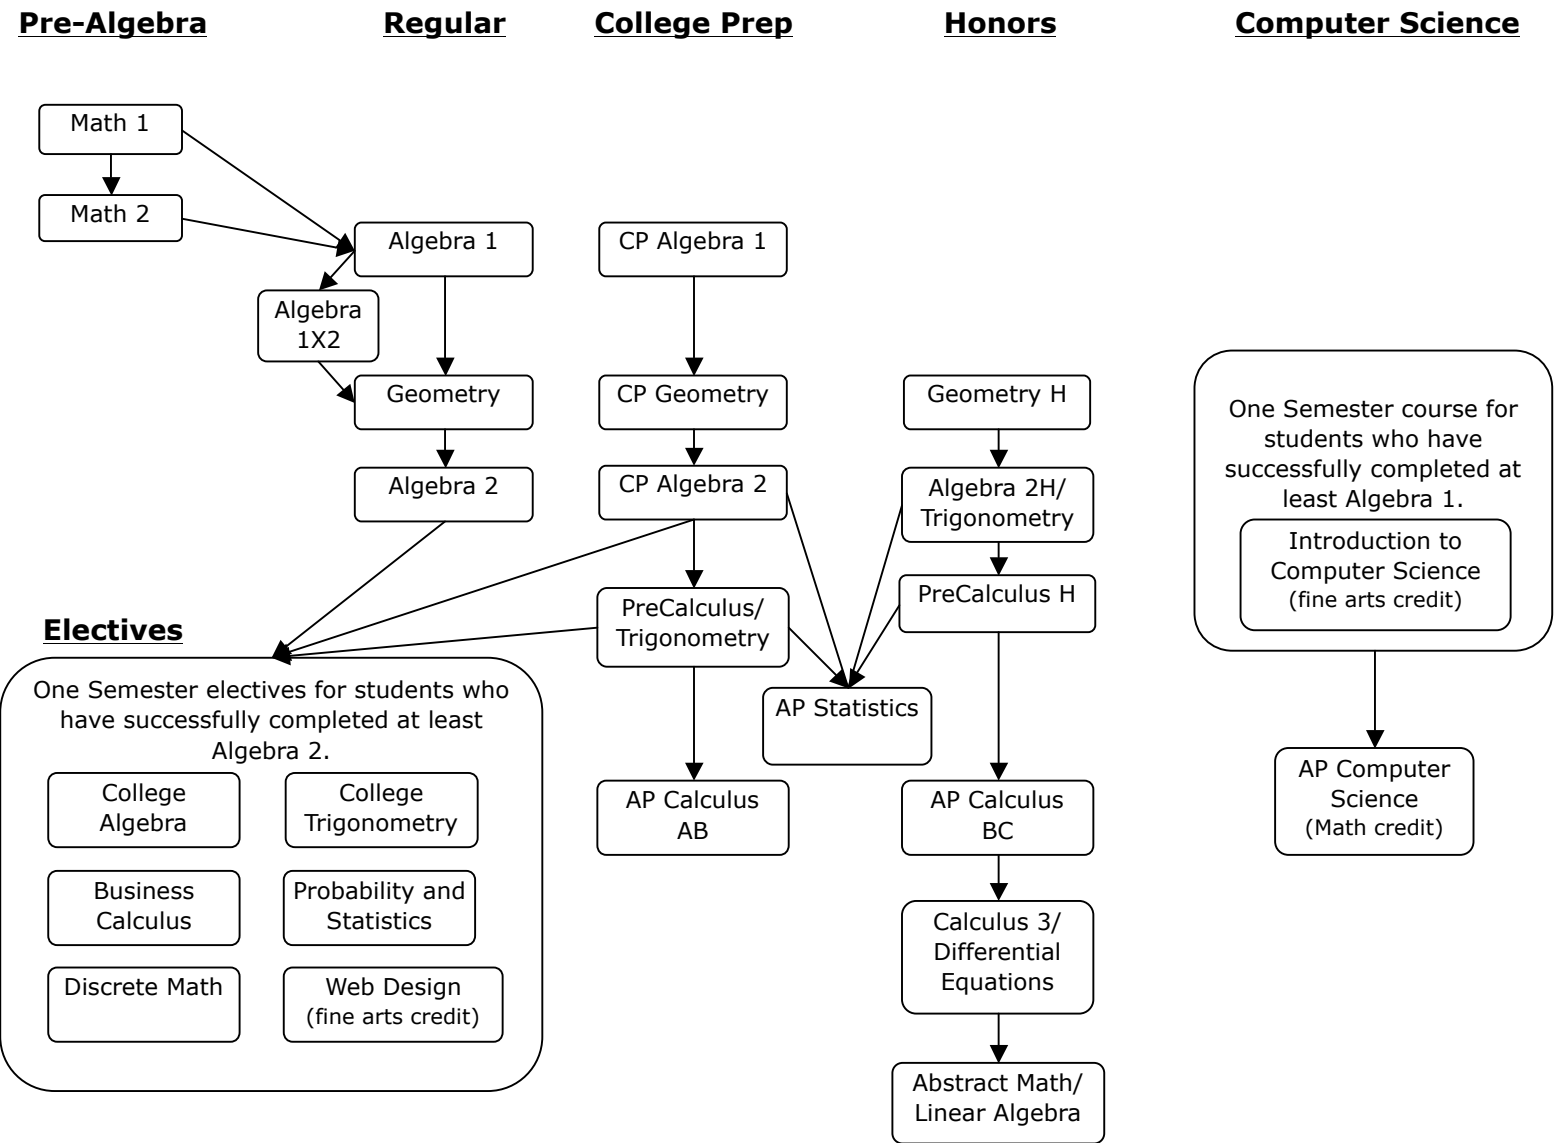 Pre-Algebra
Regular
College Prep
Honors
Computer Science
Math 1
Math 2
Algebra 1
CP Algebra 1
Algebra
1X2
Geometry
CP Geometry
Geometry H
Algebra 2
CP Algebra 2
Algebra 2H/
Trigonometry
PreCalculus/
Trigonometry
PreCalculus H
One Semester course for
students who have
successfully completed at
least Algebra 1.
Introduction to
Computer Science
(fine arts credit)
Electives
One Semester electives for students who
have successfully completed at least
Algebra 2.
College
Algebra
College
Trigonometry
Business
Calculus
Probability and
Statistics
Discrete Math
Web Design
(fine arts credit)
AP Statistics
AP Calculus
AB
AP Calculus
BC
AP Computer
Science
(Math credit)
Calculus 3/
Differential
Equations
Abstract Math/
Linear Algebra